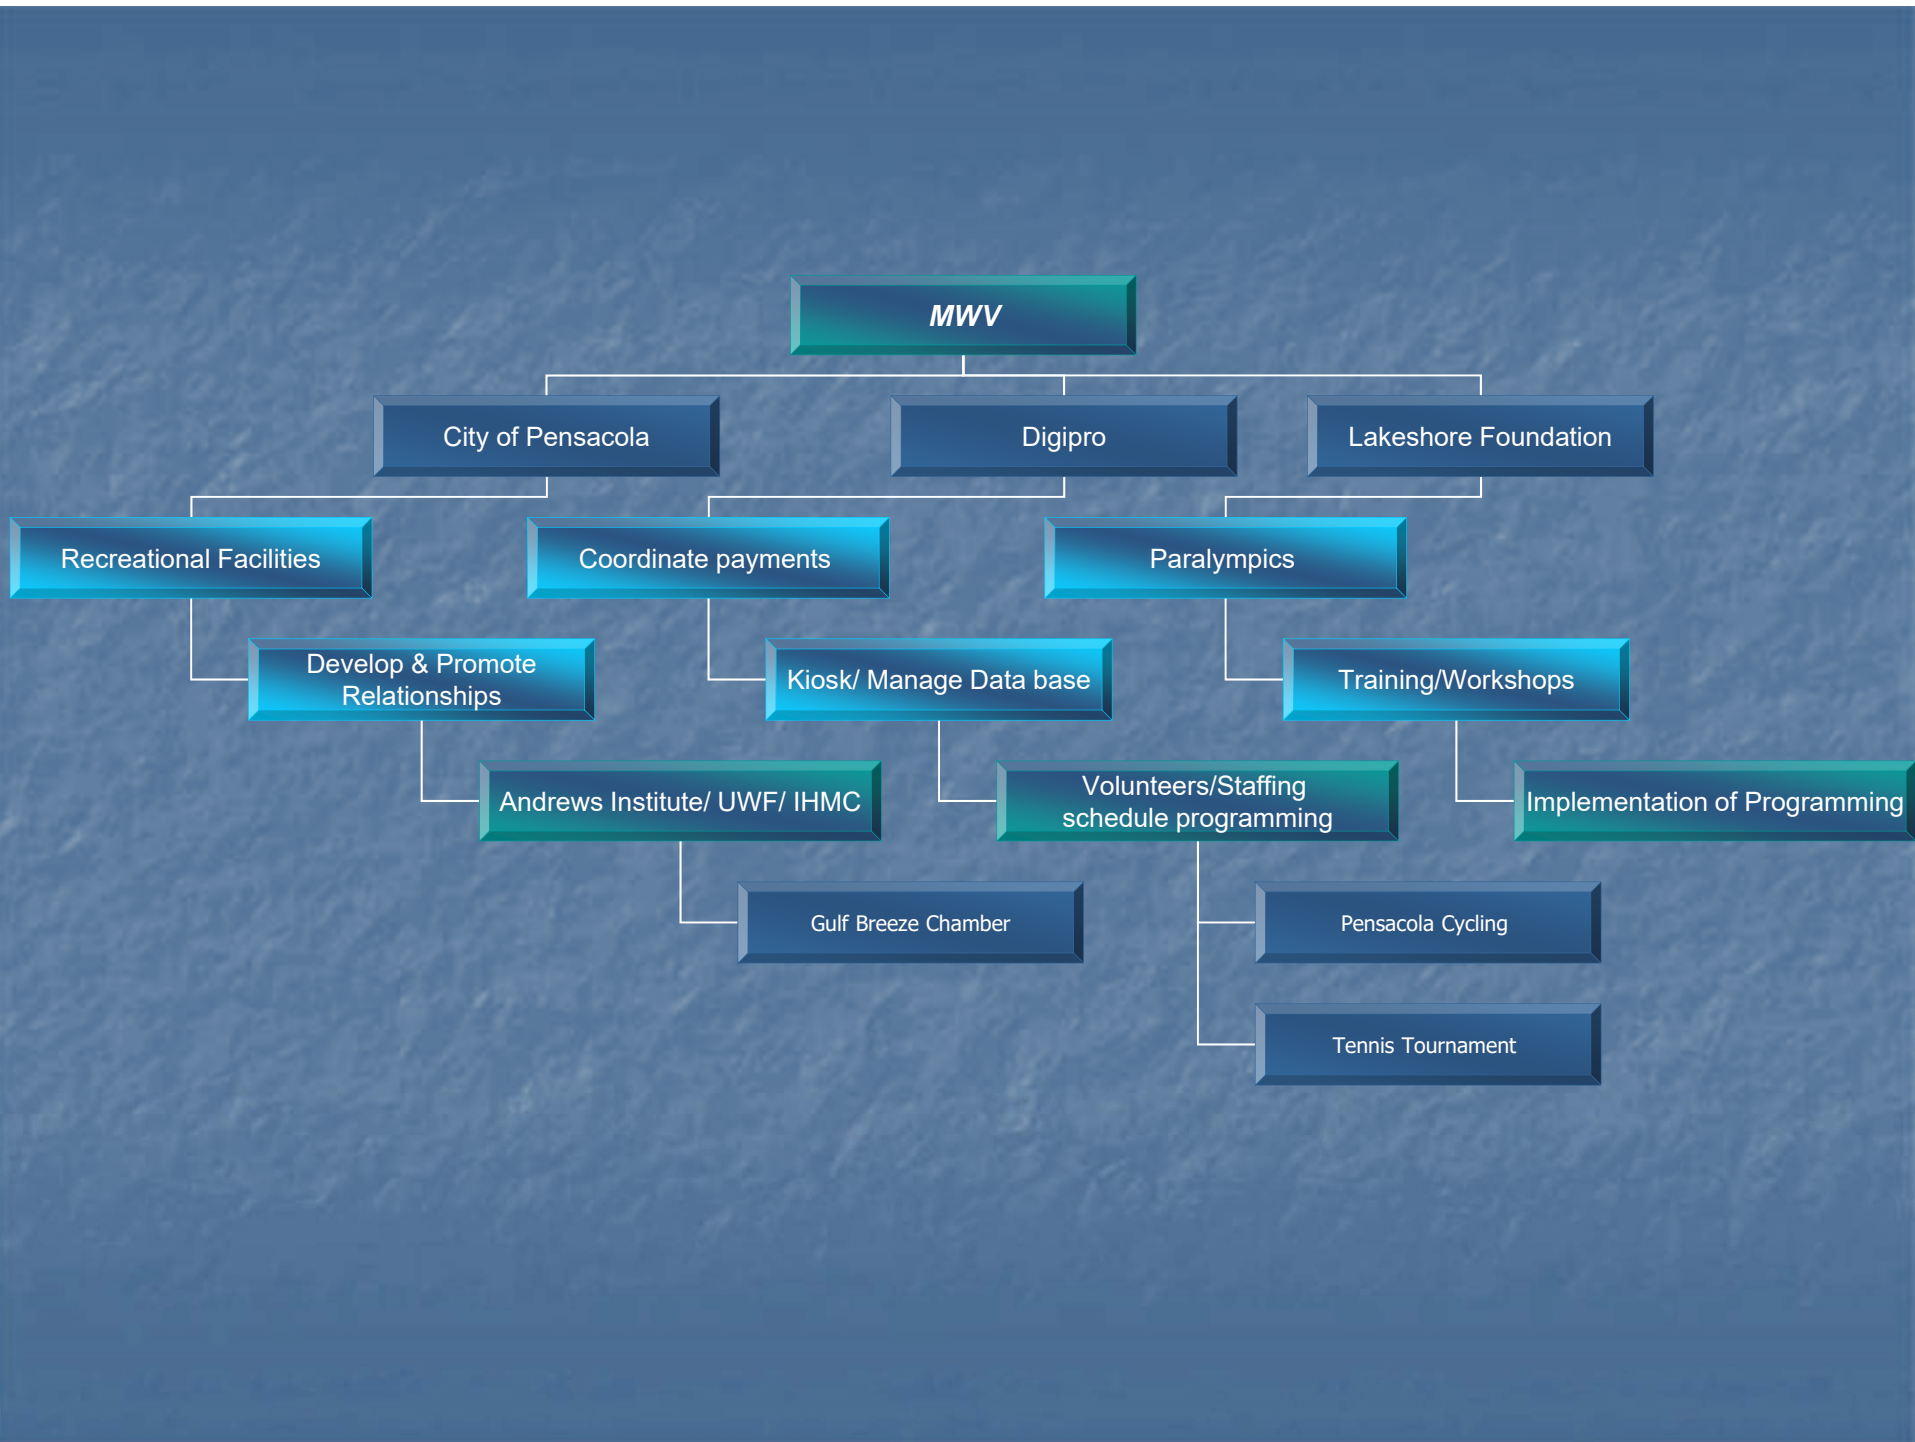 MWV
City of Pensacola
Digipro
Lakeshore Foundation
Recreational Facilities
Coordinate payments
Paralympics
Develop & Promote
Relationships
Kiosk/ Manage Data base
Training/Workshops
Andrews Institute/ UWF/ IHMC
Volunteers/Staffing
schedule programming
Implementation of Programming
Gulf Breeze Chamber
Pensacola Cycling
Tennis Tournament